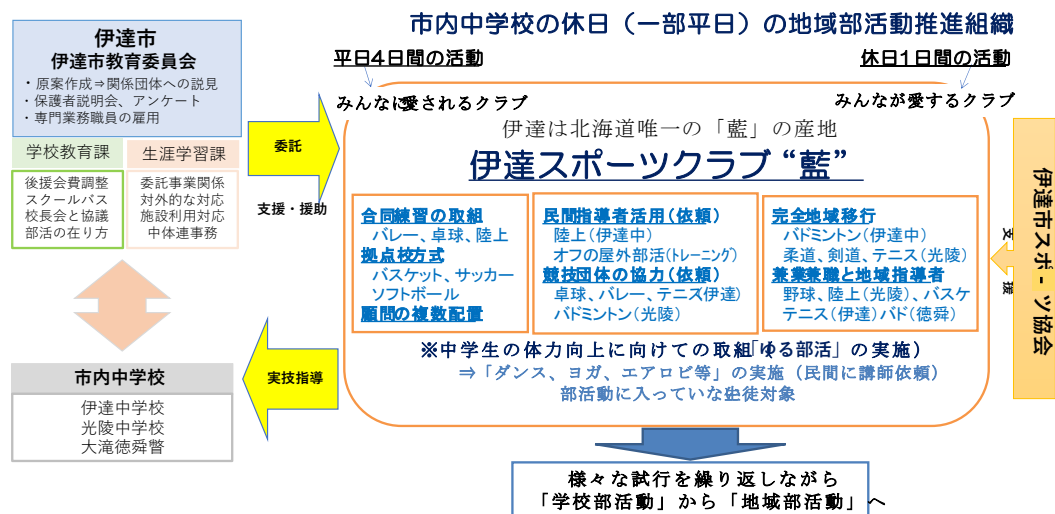 市内中学校の休日（一部平日）の地域部活動推進組織
伊達市
伊達市教育委員会
・原案作成⇒関係団体への説見
・保護者説明会、アンケート
・専門業務職員の雇用
学校教育課
後援会費調整
スクールバス
校長会と協議
部活の在り方
生涯学習課
委託事業関係
対外的な対応
施設利用対応
中体連事務
市内中学校
伊達中学校
光陵中学校
大滝徳舜瞥
委託
支援・援助
実技指導
平日4日間の活動
休日1日間の活動
みんなに愛されるクラブ
みんなが愛するクラブ
伊達は北海道唯一の「藍」の産地
伊達スポーツクラブ“藍”
合同練習の取組
バレー、卓球、陸上
拠点校方式
バスケット、サッカー
ソフトボール
顧問の複数配置
民間指導者活用（依頼）
陸上（伊達中）
オフの屋外部活（トレーニング）
競技団体の協力（依頼）
卓球、バレー、テニス（伊達）
バドミントン（光陵）
完全地域移行
バドミントン（伊達中）
柔道、剣道、テニス（光陵）
兼業兼職と地域指導者
野球、陸上（光陵）、バスケ
テニス（伊達）バド（徳舜）
※中学生の体力向上に向けての取組「ゆる部活」の実施）
⇒「ダンス、ヨガ、エアロビ等」の実施（民間に講師依頼）
部活動に入っていな生徒対象
支
援
伊達市スポーツ協会
様々な試行を繰り返しながら
「学校部活動」から「地域部活動」へ